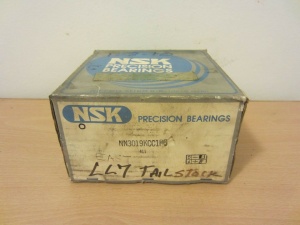 NSK
PRECISION
BEARINGS
NSK PRECISION BEARINGS
NN3019KCC1P5
LL7 TAILSTOCK